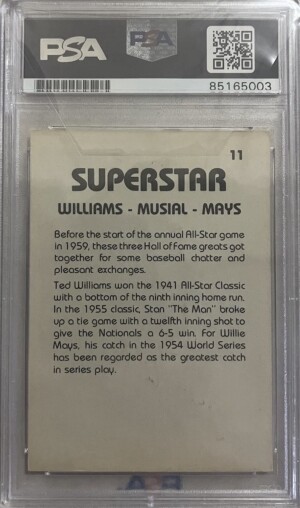 PSA
PSA
85165003
11
SUPERSTAR
WILLIAMS - MUSIAL - MAYS
Before the start of the annual All-Star game
in 1959, these three Hall of Fame greats got
together for some baseball chatter and
pleasant exchanges.
Ted Williams won the 1941 All-Star Classic
with a bottom of the ninth inning home run.
In the 1955 classic, Stan "The Man" broke
up a tie game with a twelfth inning shot to
give the Nationals a 6-5 win. For Willie
Mays, his catch in the 1954 World Series
has been regarded as the greatest catch
in series play.